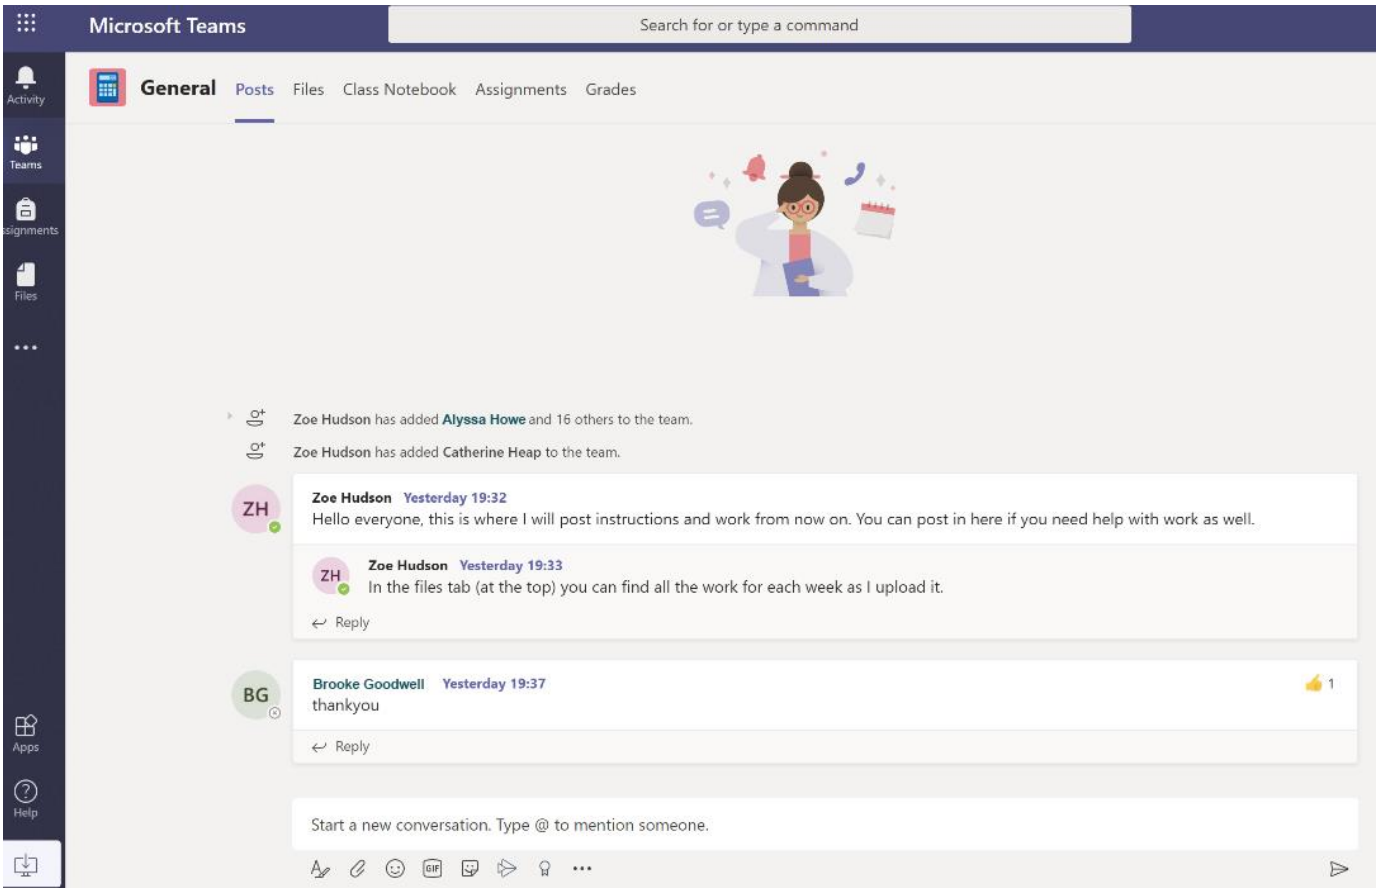 Microsoft Teams
Search for or type a command
Activity
General Posts Files Class Notebook Assignments Grades
Teams
ssignments
Files
Zoe Hudson has added Alyssa Howe and 16 others to the team.
Zoe Hudson has added Catherine Heap to the team.
ZH
Zoe Hudson Yesterday 19:32
Hello everyone, this is where I will post instructions and work from now on. You can post in here if you need help with work as well.
ZH
Zoe Hudson Yesterday 19:33
In the files tab (at the top) you can find all the work for each week as I upload it.
Reply
BG
Brooke Goodwell Yesterday 19:37
👍 1
thankyou
Reply
Apps
Help
Start a new conversation. Type @ to mention someone.
GIF